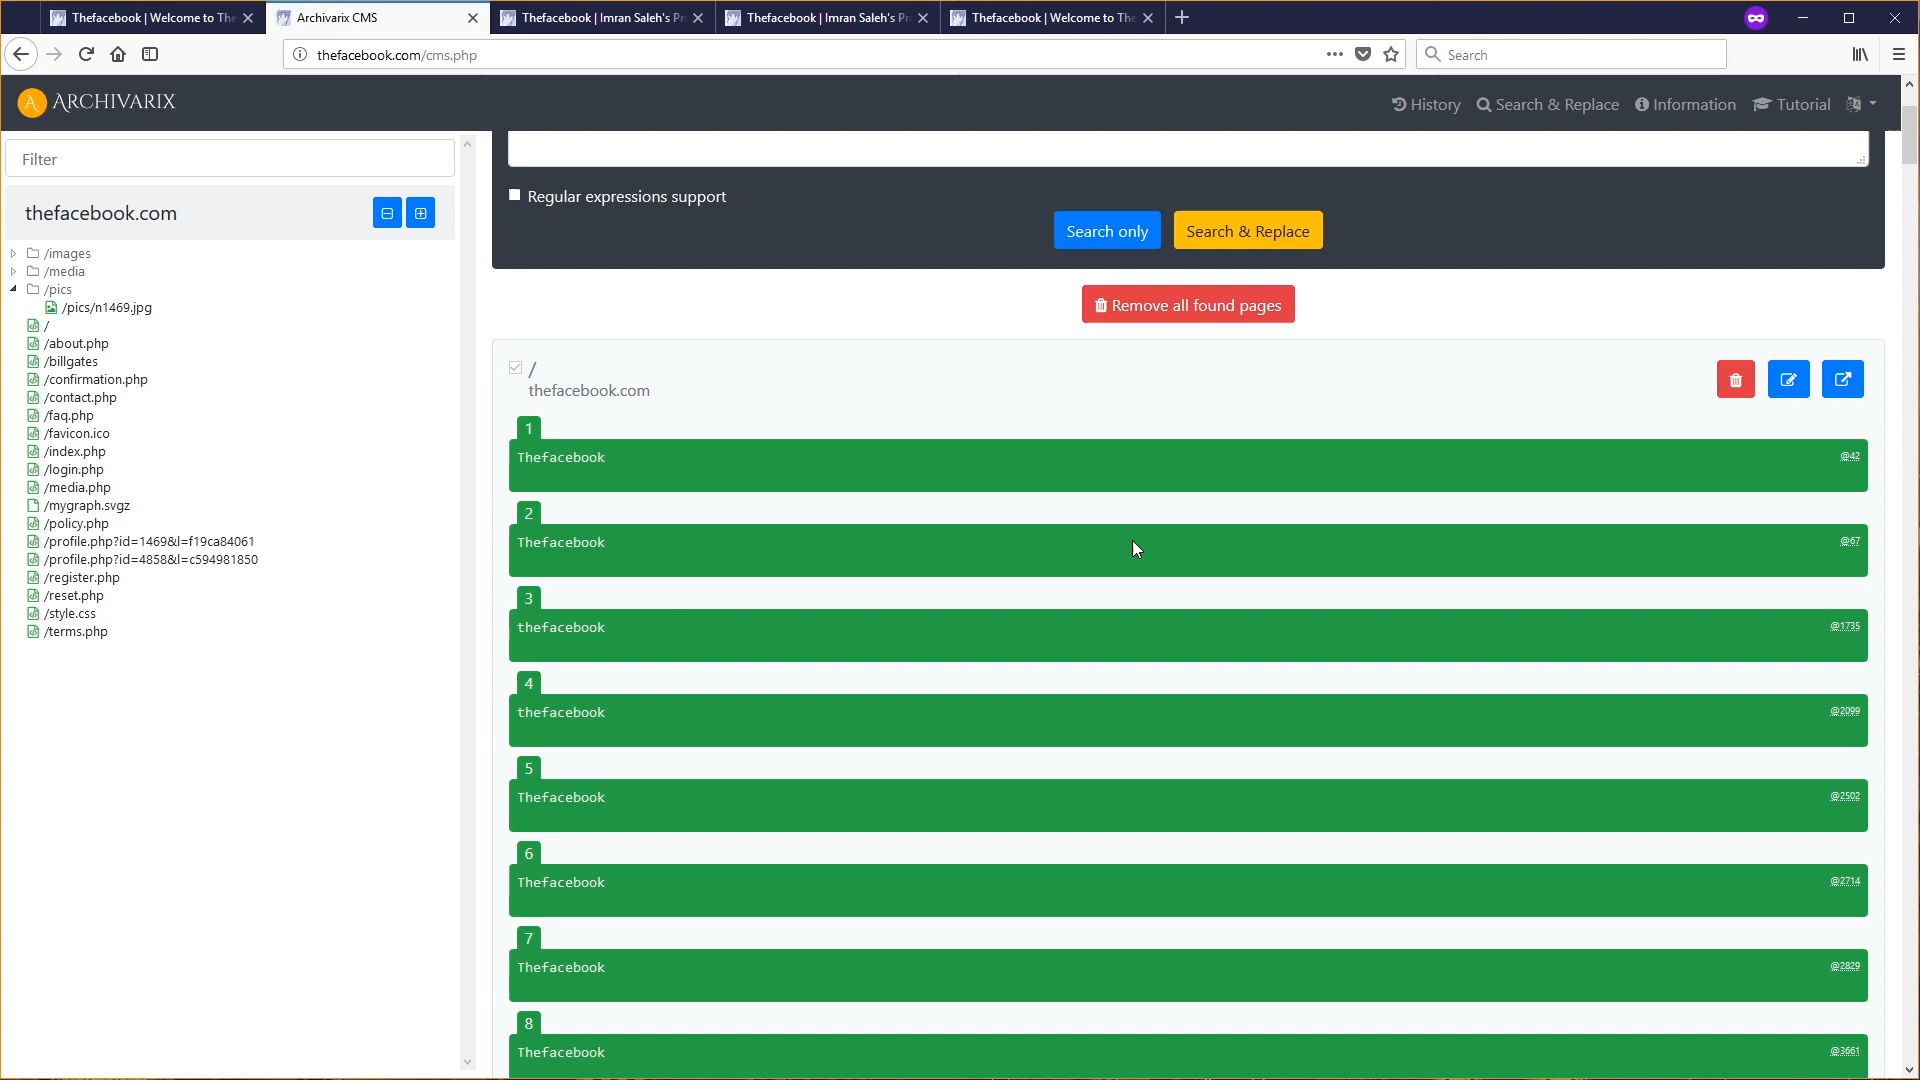 Thefacebook | Welcome to The
Archivarix CMS
Thefacebook | Imran Saleh's Pr
Thefacebook | Imran Saleh's Pr
Thefacebook | Welcome to The
thefacebook.com/cms.php
Search
A ARCHIVARIX
History
Search & Replace
Information
Tutorial
Filter
thefacebook.com
/images
/media
/pics
/pics/n1469.jpg
/
/about.php
/billgates
/confirmation.php
/contact.php
/faq.php
/favicon.ico
/index.php
/login.php
/media.php
/mygraph.svgz
/policy.php
/profile.php?id=1469&l=f19ca84061
/profile.php?id=4858&l=c594981850
/register.php
/reset.php
/style.css
/terms.php
Regular expressions support
Search only
Search & Replace
Remove all found pages
/
thefacebook.com
1
Thefacebook @42
2
Thefacebook @67
3
thefacebook @1735
4
thefacebook @2099
5
Thefacebook @2502
6
Thefacebook @2714
7
Thefacebook @2829
8
Thefacebook @3661